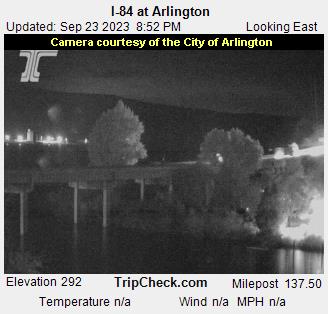 I-84 at Arlington
Updated: Sep 23 2023 8:52 PM Looking East
Camera courtesy of the City of Arlington
Elevation 292 TripCheck.com Milepost 137.50
Temperature n/a Wind n/a MPH n/a